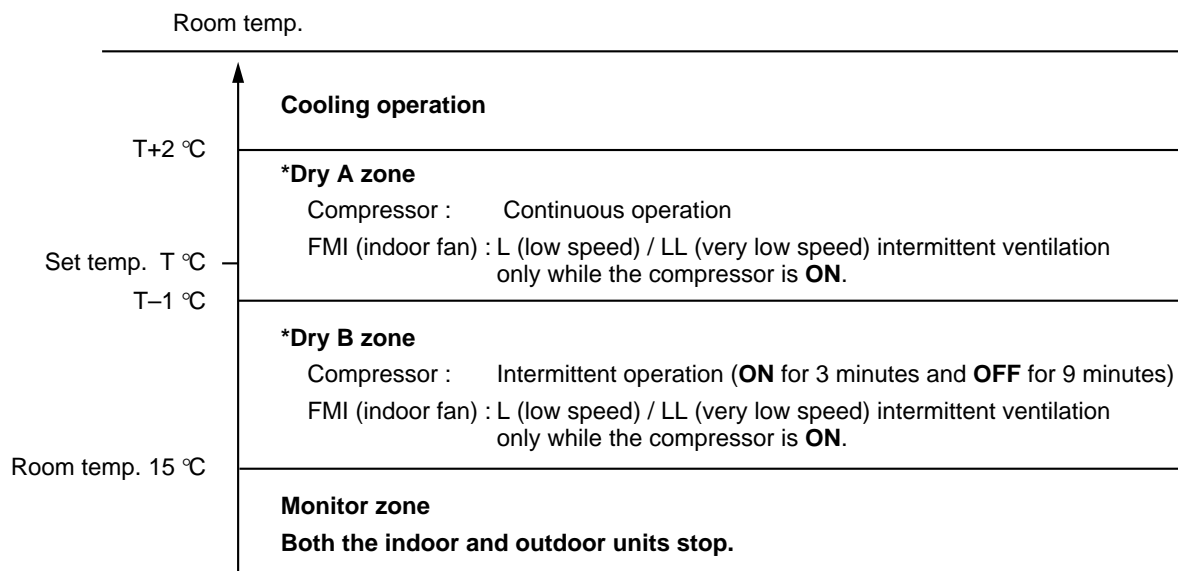 Room temp.
Cooling operation
T+2 °C
*Dry A zone
Compressor : Continuous operation
FMI (indoor fan) : L (low speed) / LL (very low speed) intermittent ventilation
only while the compressor is ON.
Set temp. T °C
T–1 °C
*Dry B zone
Compressor : Intermittent operation (ON for 3 minutes and OFF for 9 minutes)
FMI (indoor fan) : L (low speed) / LL (very low speed) intermittent ventilation
only while the compressor is ON.
Room temp. 15 °C
Monitor zone
Both the indoor and outdoor units stop.